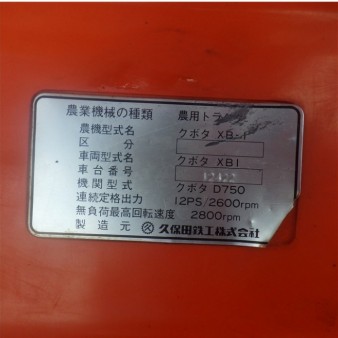 農業機械の種類 農用トラ
農機型式名 クボタ XB-1
区分
車両型式名 クボタ XB1
車台番号
機関型式 クボタ D750
連続定格出力 12PS/2600rpm
無負荷最高回転速度 2800rpm
製造元 久保田鉄工株式会社